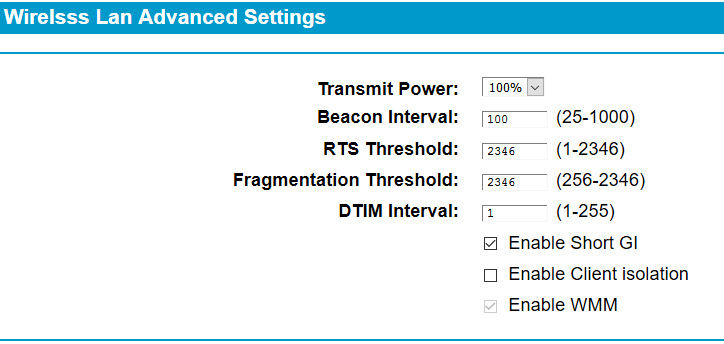 Wirelsss Lan Advanced Settings
Transmit Power: 100%
Beacon Interval: 100 (25-1000)
RTS Threshold: 2346 (1-2346)
Fragmentation Threshold: 2346 (256-2346)
DTIM Interval: 1 (1-255)
Enable Short GI
Enable Client isolation
Enable WMM